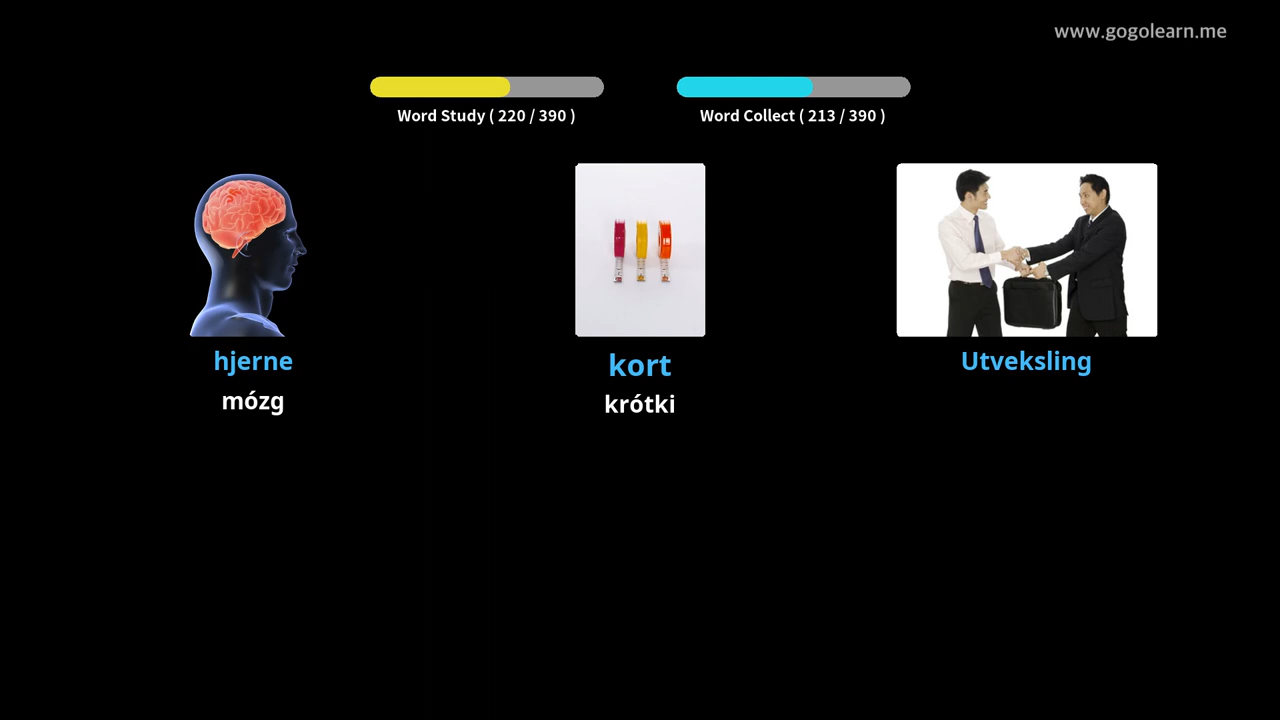 www.gogolearn.me
Word Study ( 220 / 390 )
Word Collect ( 213 / 390 )
hjerne
mózg
kort
krótki
Utveksling